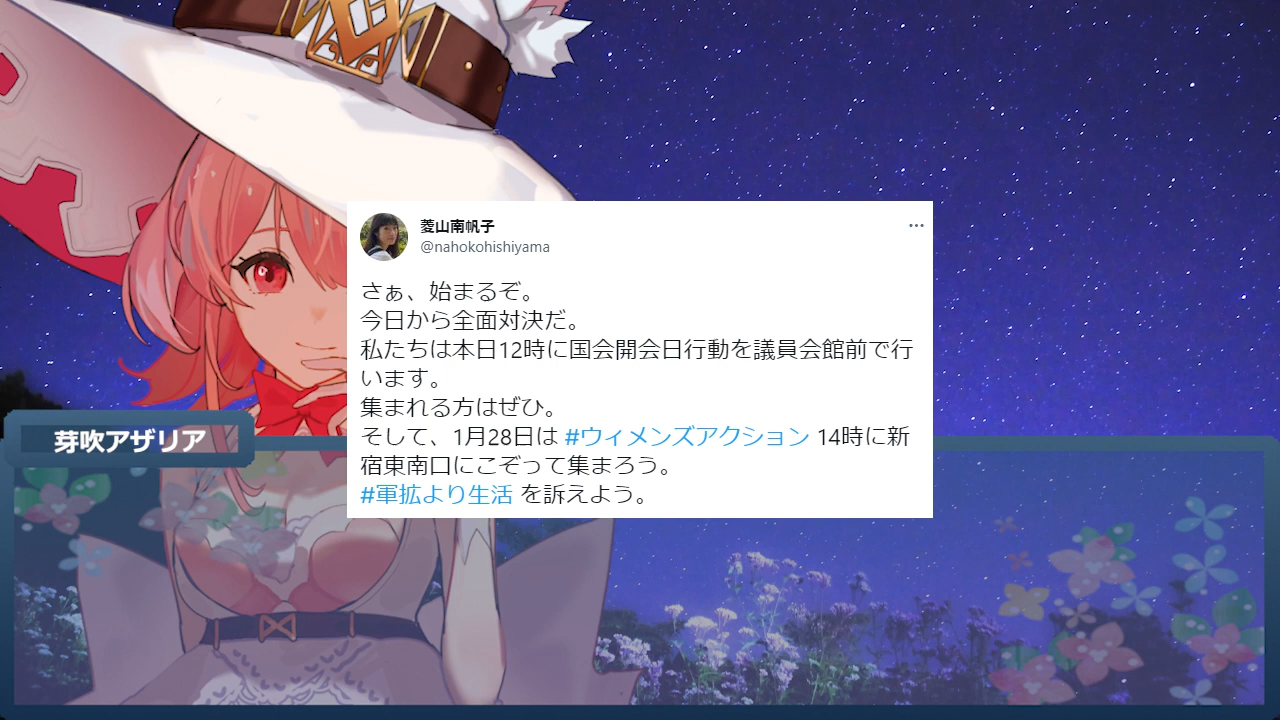 菱山南帆子
@nahokohishiyama
さぁ、始まるぞ。
今日から全面対決だ。
私たちは本日12時に国会開会日行動を議員会館前で行
います。
集まれる方はぜひ。
そして、1月28日は #ウィメンズアクション 14時に新
宿東南口にこぞって集まろう。
#軍拡より生活 を訴えよう。
芽吹アザリア